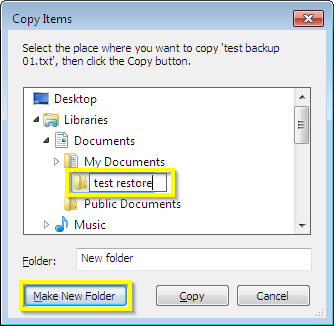 Copy Items
Select the place where you want to copy 'test backup
01.txt', then click the Copy button.
Desktop
Libraries
Documents
My Documents
test restore
Public Documents
Music
Folder:
New folder
Make New Folder
Copy
Cancel